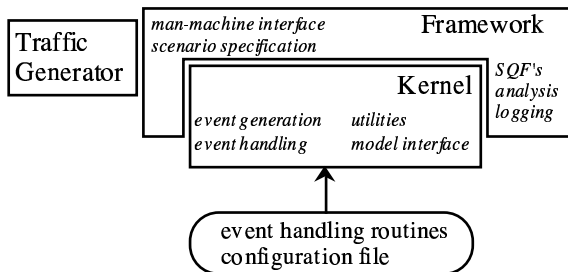 Traffic
Generator
man-machine interface
scenario specification
Framework
SQF's
analysis
logging
Kernel
event generation
event handling
utilities
model interface
event handling routines
configuration file